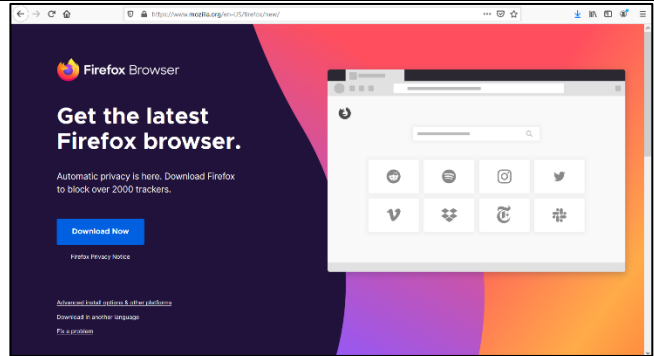 https://www.mozilla.org/en-US/firefox/new/
Firefox Browser
Get the latest
Firefox browser.
Automatic privacy is here. Download Firefox
to block over 2000 trackers.
Download Now
Firefox Privacy Notice
Advanced install options & other platforms
Download in another language
Fix a problem